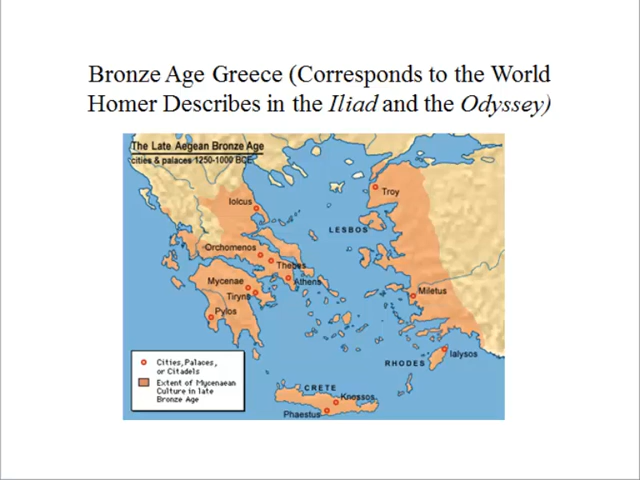 Bronze Age Greece (Corresponds to the World
Homer Describes in the Iliad and the Odyssey)
The Late Aegean Bronze Age
cities & palaces 1250-1000 BCE
Troy
Iolcus
LESBOS
Orchomenos
Thebes
Athens
Mycenae
Tiryns
Miletus
Pylos
Ialysos
RHODES
Cities, Palaces,
or Citadels
Extent of Mycenaean
Culture in late
Bronze Age
CRETE
Knossos
Phaestus